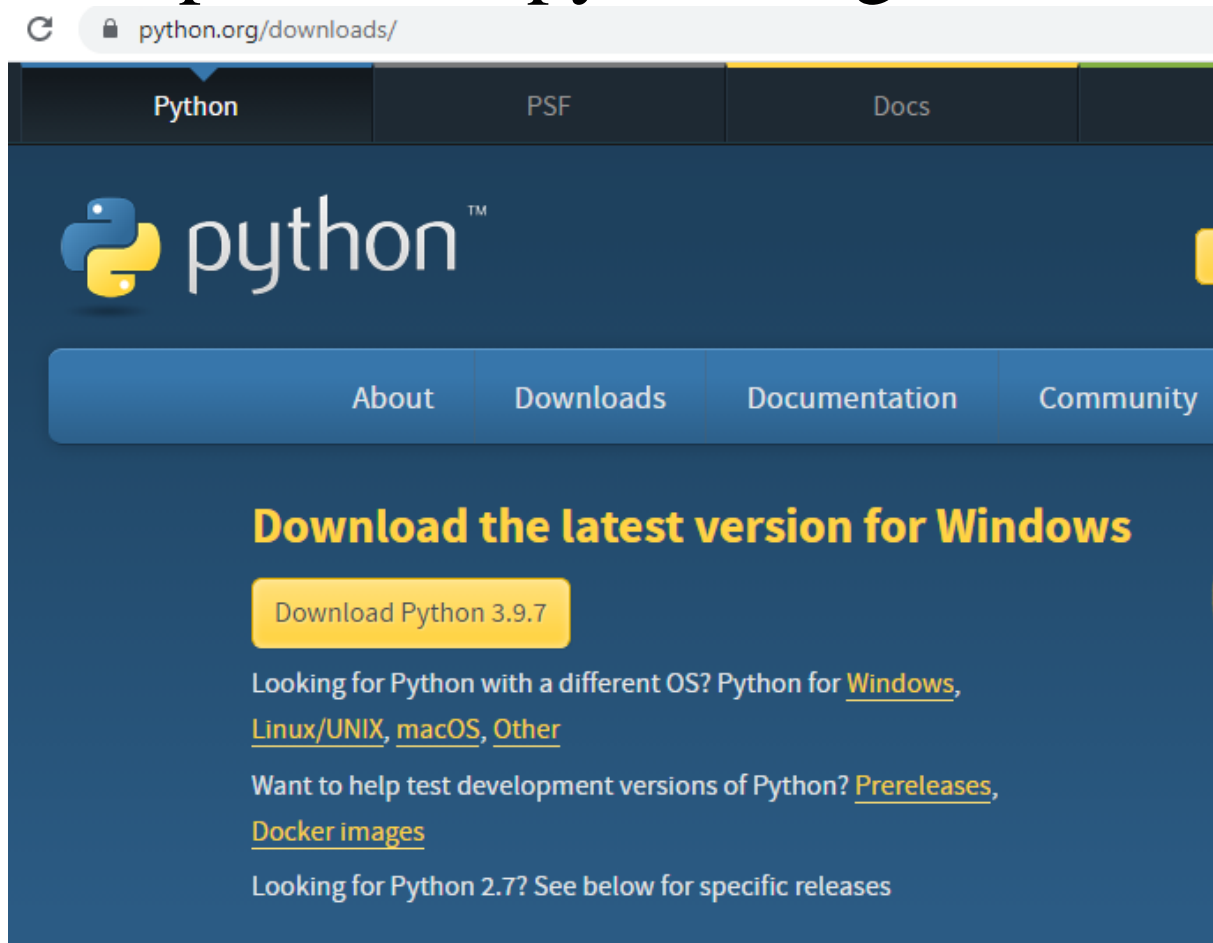 python.org/downloads/
Python PSF Docs
python™
About Downloads Documentation Community
Download the latest version for Windows
Download Python 3.9.7
Looking for Python with a different OS? Python for Windows,
Linux/UNIX, macOS, Other
Want to help test development versions of Python? Prereleases,
Docker images
Looking for Python 2.7? See below for specific releases